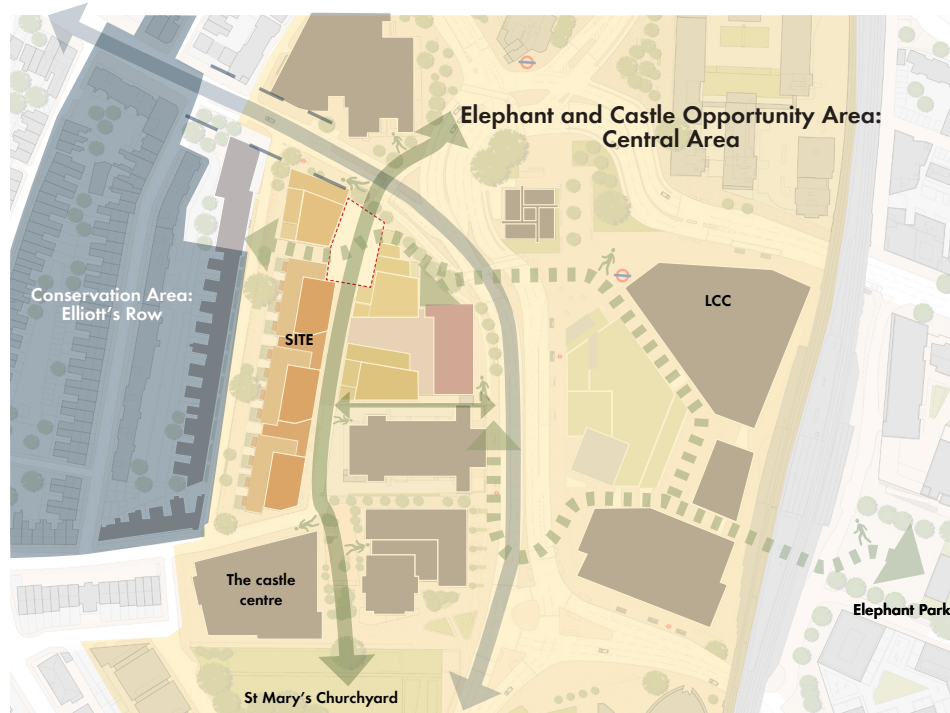 Elephant and Castle Opportunity Area:
Central Area
Conservation Area:
Elliott's Row
LCC
SITE
The castle
centre
Elephant Park
St Mary's Churchyard